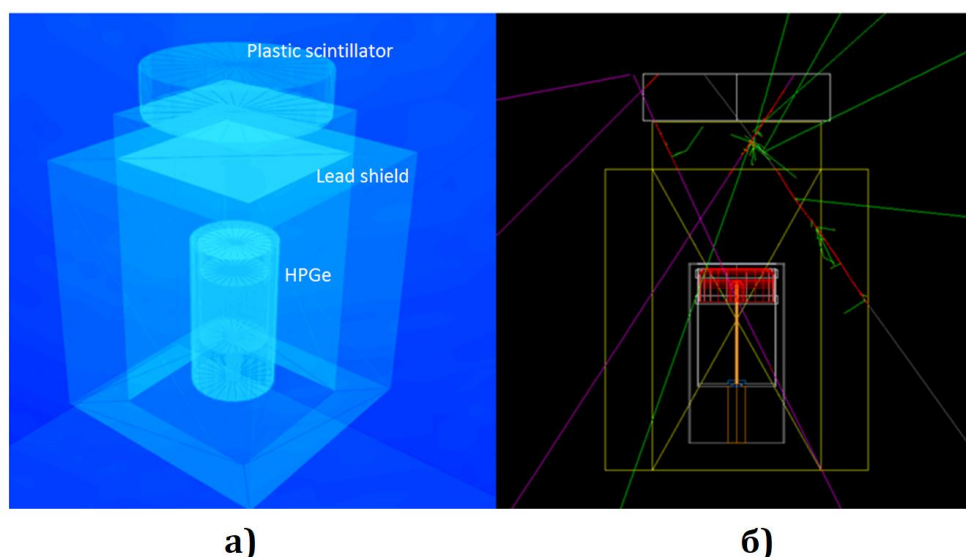 Plastic scintillator
Lead shield
HPGe
а)
б)